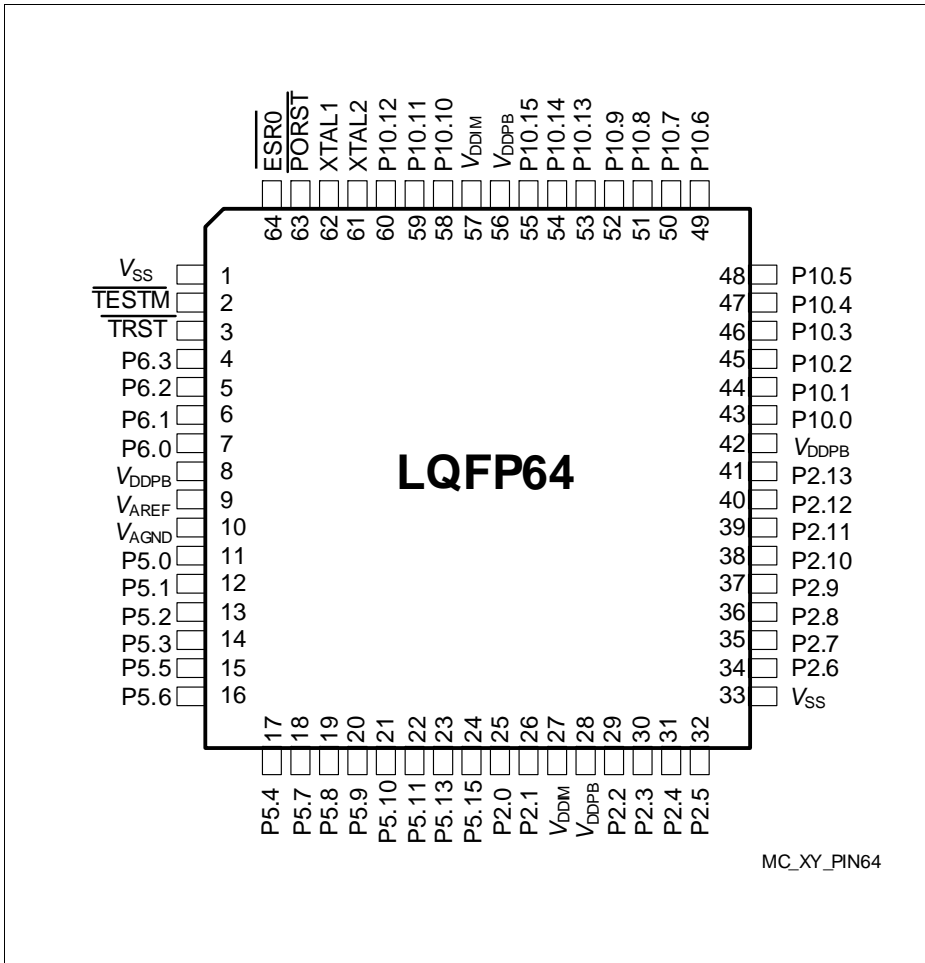 ESR0
PORST
XTAL1
XTAL2
P10.12
P10.11
P10.10
VDDIM
VDDPB
P10.15
P10.14
P10.13
P10.9
P10.8
P10.7
P10.6
64
63
62
61
60
59
58
57
56
55
54
53
52
51
50
49
VSS 1
TESTM 2
TRST 3
P6.3 4
P6.2 5
P6.1 6
P6.0 7
VDDPB 8
VAREF 9
VAGND 10
P5.0 11
P5.1 12
P5.2 13
P5.3 14
P5.5 15
P5.6 16
LQFP64
48 P10.5
47 P10.4
46 P10.3
45 P10.2
44 P10.1
43 P10.0
42 VDDPB
41 P2.13
40 P2.12
39 P2.11
38 P2.10
37 P2.9
36 P2.8
35 P2.7
34 P2.6
33 VSS
17
18
19
20
21
22
23
24
25
26
27
28
29
30
31
32
P5.4
P5.7
P5.8
P5.9
P5.10
P5.11
P5.13
P5.15
P2.0
P2.1
VDDIM
VDDPB
P2.2
P2.3
P2.4
P2.5
MC_XY_PIN64